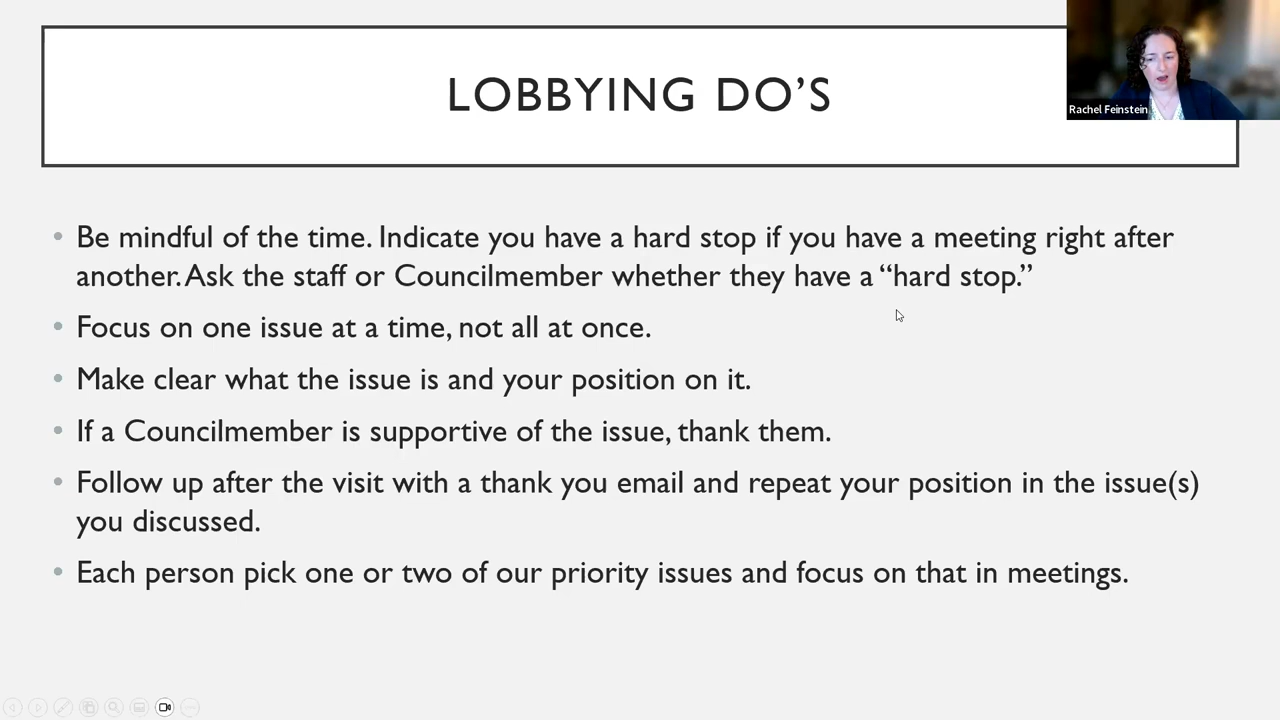 LOBBYING DO’S
Rachel Feinstein
• Be mindful of the time. Indicate you have a hard stop if you have a meeting right after
another. Ask the staff or Councilmember whether they have a “hard stop.”
• Focus on one issue at a time, not all at once.
• Make clear what the issue is and your position on it.
• If a Councilmember is supportive of the issue, thank them.
• Follow up after the visit with a thank you email and repeat your position in the issue(s)
you discussed.
• Each person pick one or two of our priority issues and focus on that in meetings.